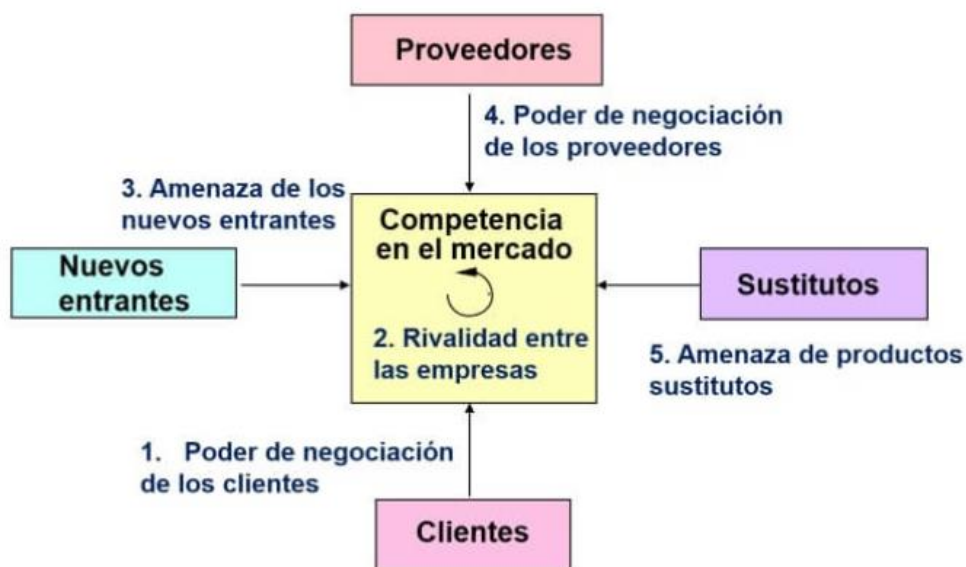 Proveedores
4. Poder de negociación
de los proveedores
3. Amenaza de los
nuevos entrantes
Competencia
en el mercado
Nuevos
entrantes
Sustitutos
2. Rivalidad entre
las empresas
5. Amenaza de productos
sustitutos
1. Poder de negociación
de los clientes
Clientes